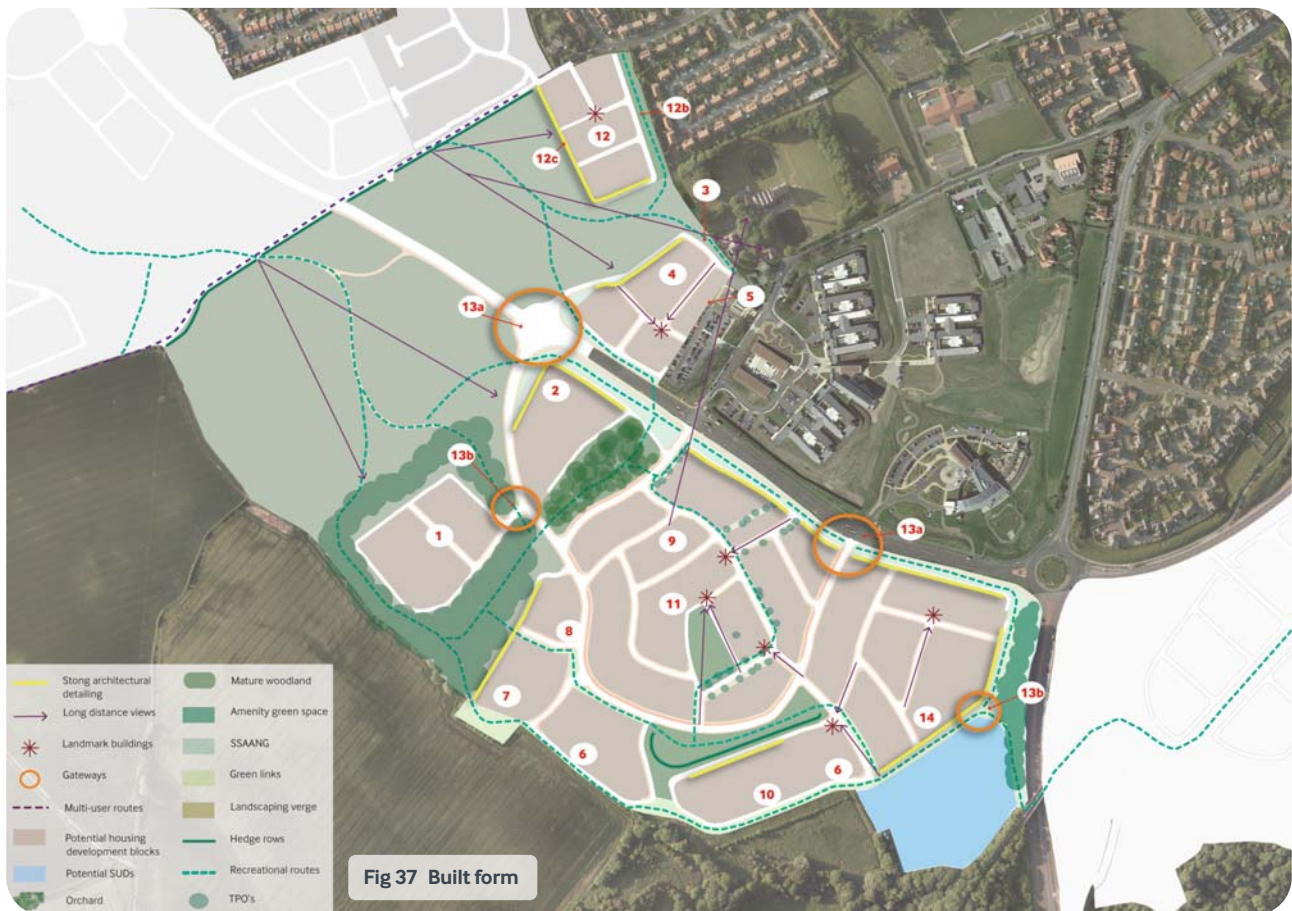 12b
12
12c
3
4
5
13a
2
13b
1
9
13a
11
8
13b
7
14
6
6
10
Stong architectural
detailing
Long distance views
Landmark buildings
Gateways
Multi-user routes
Potential housing
development blocks
Potential SUDs
Orchard
Mature woodland
Amenity green space
SSAANG
Green links
Landscaping verge
Hedge rows
Recreational routes
TPO's
Fig 37 Built form